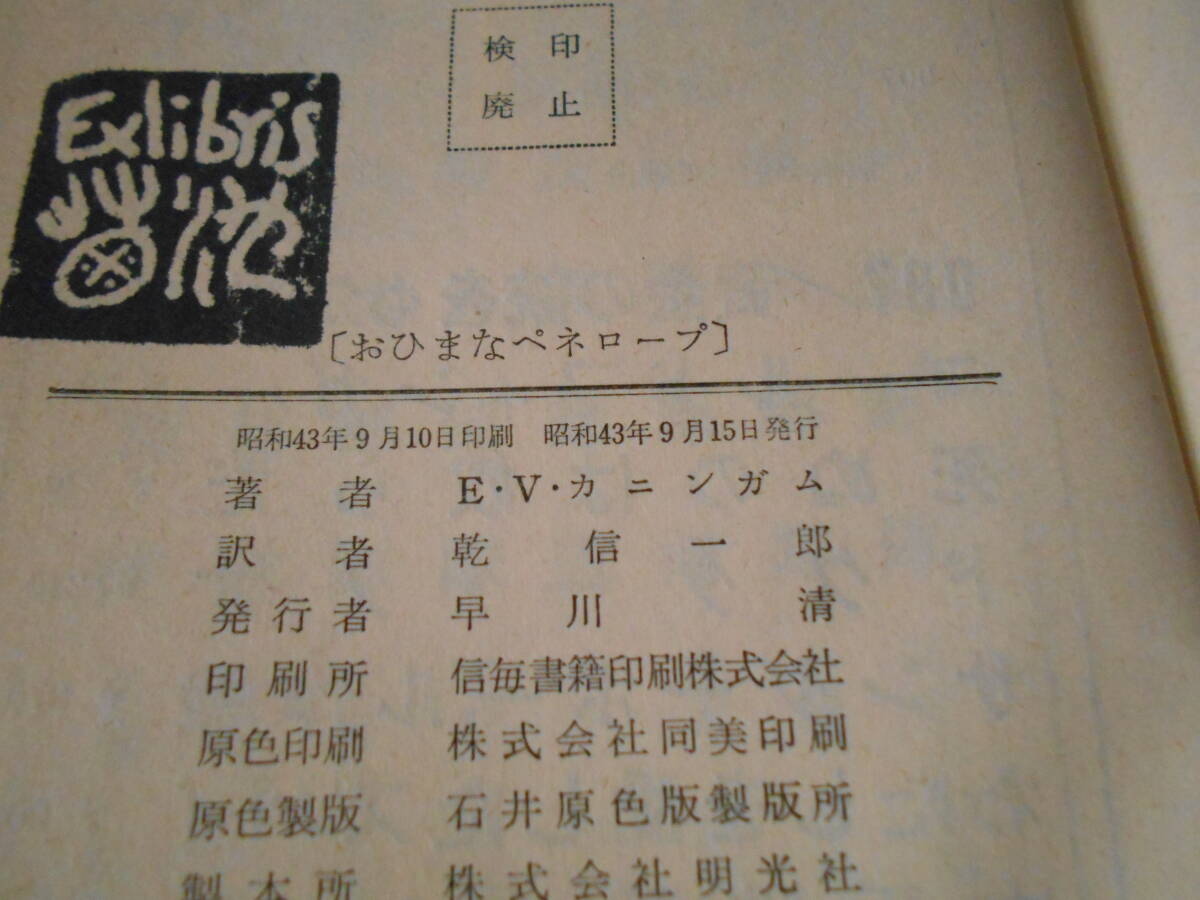 検印
廃止
Exlibris
〔おひまなペネロープ〕
昭和43年9月10日印刷 昭和43年9月15日発行
著者 E・V・カニンガム
訳者 乾信一郎
発行者 早川清
印刷所 信毎書籍印刷株式会社
原色印刷 株式会社同美印刷
原色製版 石井原色版製版所
製本所 株式会社明光社